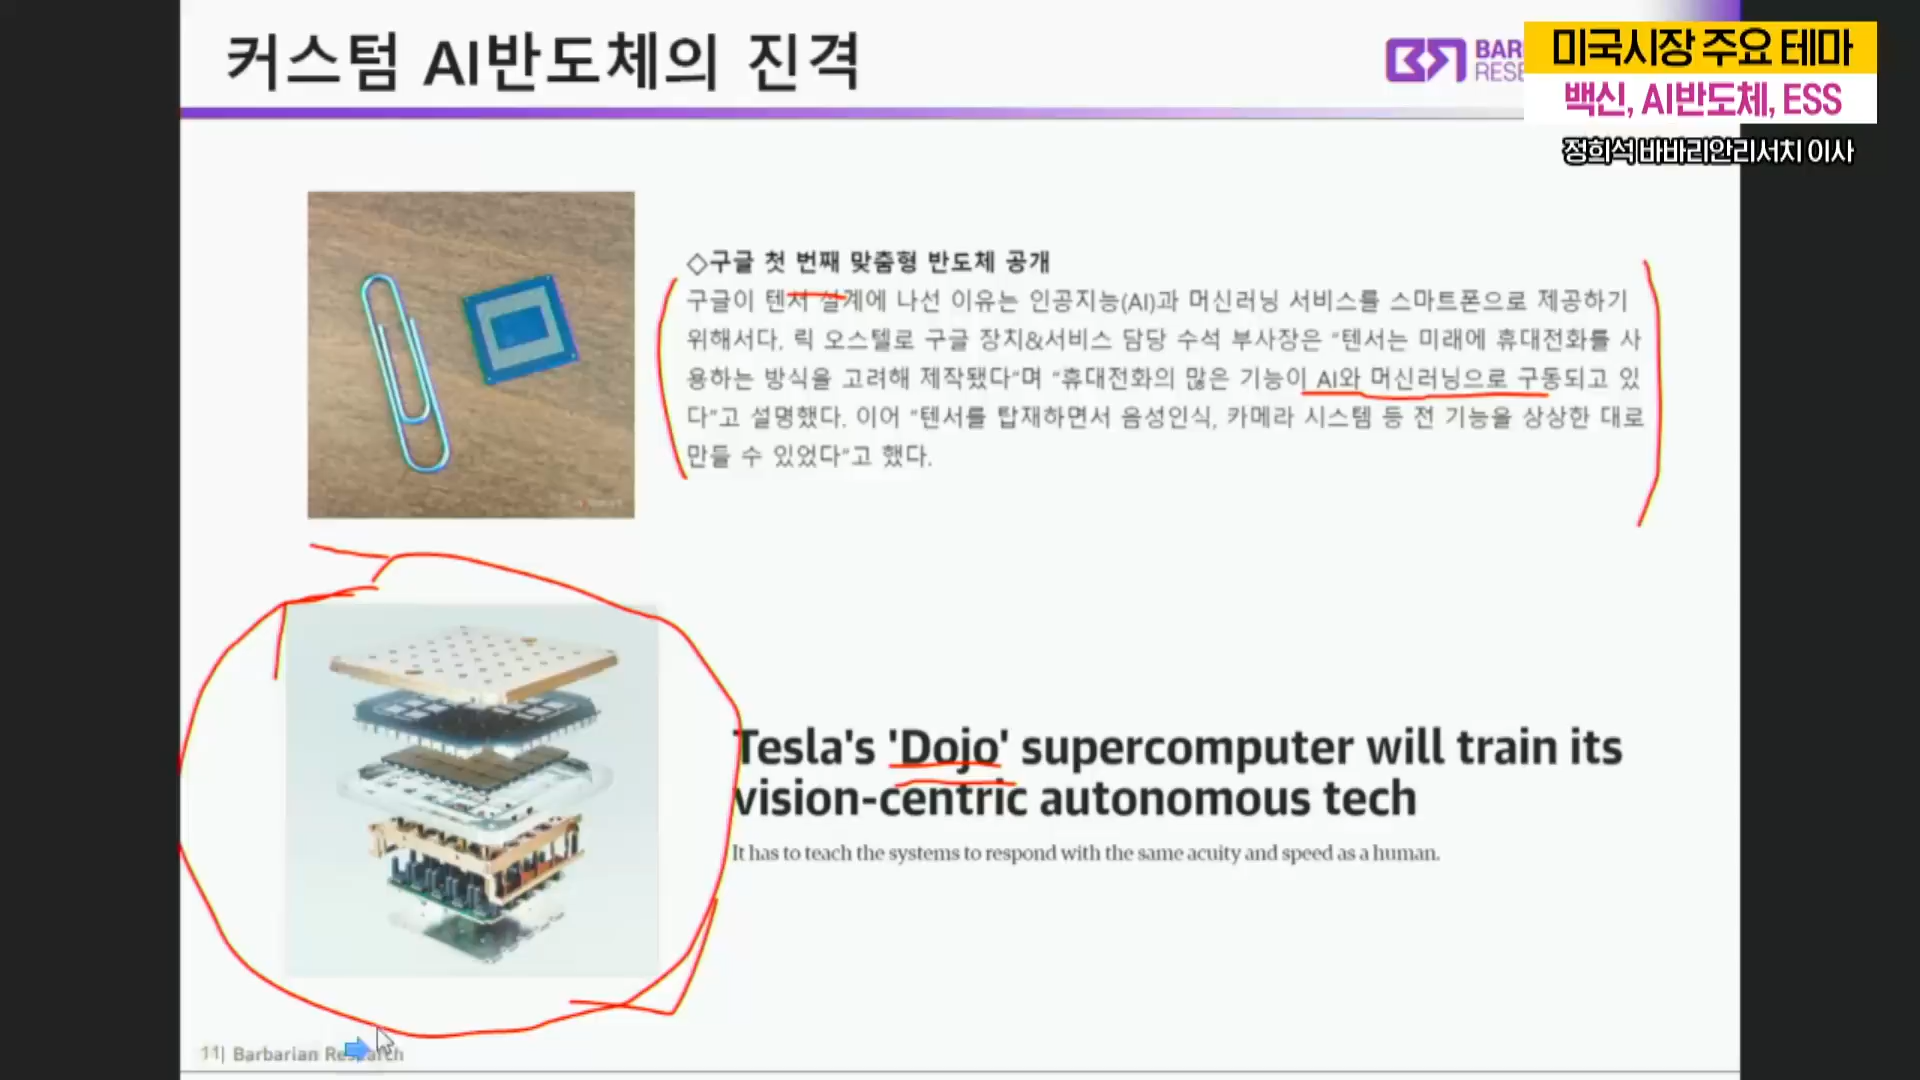 커스텀 AI반도체의 진격
BAR
RESE
미국시장 주요 테마
백신, AI반도체, ESS
정희석 바바리안리서치 이사
◇구글 첫 번째 맞춤형 반도체 공개
구글이 텐서 설계에 나선 이유는 인공지능(AI)과 머신러닝 서비스를 스마트폰으로 제공하기
위해서다. 릭 오스텔로 구글 장치&서비스 담당 수석 부사장은 “텐서는 미래에 휴대전화를 사
용하는 방식을 고려해 제작됐다”며 “휴대전화의 많은 기능이 AI와 머신러닝으로 구동되고 있
다”고 설명했다. 이어 “텐서를 탑재하면서 음성인식, 카메라 시스템 등 전 기능을 상상한 대로
만들 수 있었다”고 했다.
Tesla's 'Dojo' supercomputer will train its
vision-centric autonomous tech
It has to teach the systems to respond with the same acuity and speed as a human.
11| Barbarian Research